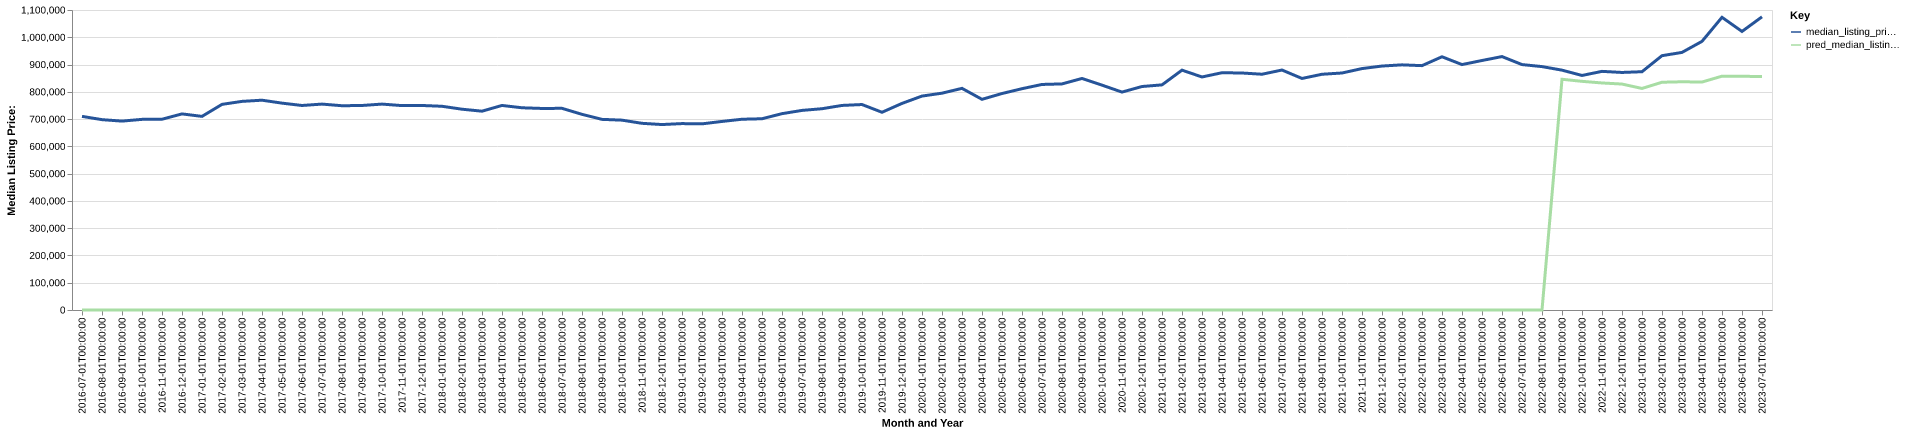 1,100,000
1,000,000
900,000
800,000
700,000
600,000
500,000
400,000
300,000
200,000
100,000
0
Median Listing Price:
2016-07-01T00:00:00
2016-08-01T00:00:00
2016-09-01T00:00:00
2016-10-01T00:00:00
2016-11-01T00:00:00
2016-12-01T00:00:00
2017-01-01T00:00:00
2017-02-01T00:00:00
2017-03-01T00:00:00
2017-04-01T00:00:00
2017-05-01T00:00:00
2017-06-01T00:00:00
2017-07-01T00:00:00
2017-08-01T00:00:00
2017-09-01T00:00:00
2017-10-01T00:00:00
2017-11-01T00:00:00
2017-12-01T00:00:00
2018-01-01T00:00:00
2018-02-01T00:00:00
2018-03-01T00:00:00
2018-04-01T00:00:00
2018-05-01T00:00:00
2018-06-01T00:00:00
2018-07-01T00:00:00
2018-08-01T00:00:00
2018-09-01T00:00:00
2018-10-01T00:00:00
2018-11-01T00:00:00
2018-12-01T00:00:00
2019-01-01T00:00:00
2019-02-01T00:00:00
2019-03-01T00:00:00
2019-04-01T00:00:00
2019-05-01T00:00:00
2019-06-01T00:00:00
2019-07-01T00:00:00
2019-08-01T00:00:00
2019-09-01T00:00:00
2019-10-01T00:00:00
2019-11-01T00:00:00
2019-12-01T00:00:00
2020-01-01T00:00:00
2020-02-01T00:00:00
2020-03-01T00:00:00
2020-04-01T00:00:00
2020-05-01T00:00:00
2020-06-01T00:00:00
2020-07-01T00:00:00
2020-08-01T00:00:00
2020-09-01T00:00:00
2020-10-01T00:00:00
2020-11-01T00:00:00
2020-12-01T00:00:00
2021-01-01T00:00:00
2021-02-01T00:00:00
2021-03-01T00:00:00
2021-04-01T00:00:00
2021-05-01T00:00:00
2021-06-01T00:00:00
2021-07-01T00:00:00
2021-08-01T00:00:00
2021-09-01T00:00:00
2021-10-01T00:00:00
2021-11-01T00:00:00
2021-12-01T00:00:00
2022-01-01T00:00:00
2022-02-01T00:00:00
2022-03-01T00:00:00
2022-04-01T00:00:00
2022-05-01T00:00:00
2022-06-01T00:00:00
2022-07-01T00:00:00
2022-08-01T00:00:00
2022-09-01T00:00:00
2022-10-01T00:00:00
2022-11-01T00:00:00
2022-12-01T00:00:00
2023-01-01T00:00:00
2023-02-01T00:00:00
2023-03-01T00:00:00
2023-04-01T00:00:00
2023-05-01T00:00:00
2023-06-01T00:00:00
2023-07-01T00:00:00
Month and Year
Key
median_listing_pri…
pred_median_listin…